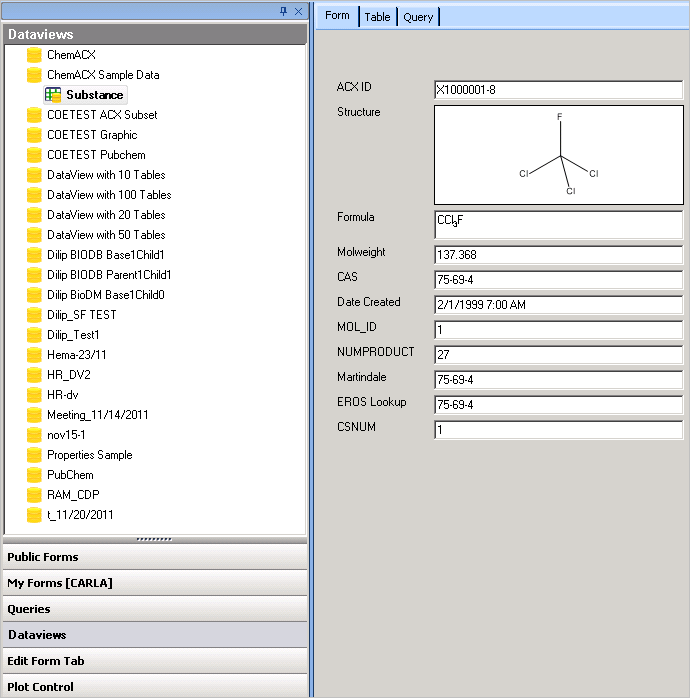 Dataviews
ChemACX
ChemACX Sample Data
Substance
COETEST ACX Subset
COETEST Graphic
COETEST Pubchem
DataView with 10 Tables
DataView with 100 Tables
DataView with 20 Tables
DataView with 50 Tables
Dilip BIODB Base1Child1
Dilip BIODB Parent1Child1
Dilip BioDM Base1Child0
Dilip_SF TEST
Dilip_Test1
Hema-23/11
HR_DV2
HR-dv
Meeting_11/14/2011
nov15-1
Properties Sample
PubChem
RAM_CDP
t_11/20/2011
Public Forms
My Forms [CARLA]
Queries
Dataviews
Edit Form Tab
Plot Control
Form Table Query
ACX ID X1000001-8
Structure
F
Cl Cl
Cl
Formula CCl3F
Molweight 137.368
CAS 75-69-4
Date Created 2/1/1999 7:00 AM
MOL_ID 1
NUMPRODUCT 27
Martindale 75-69-4
EROS Lookup 75-69-4
CSNUM 1